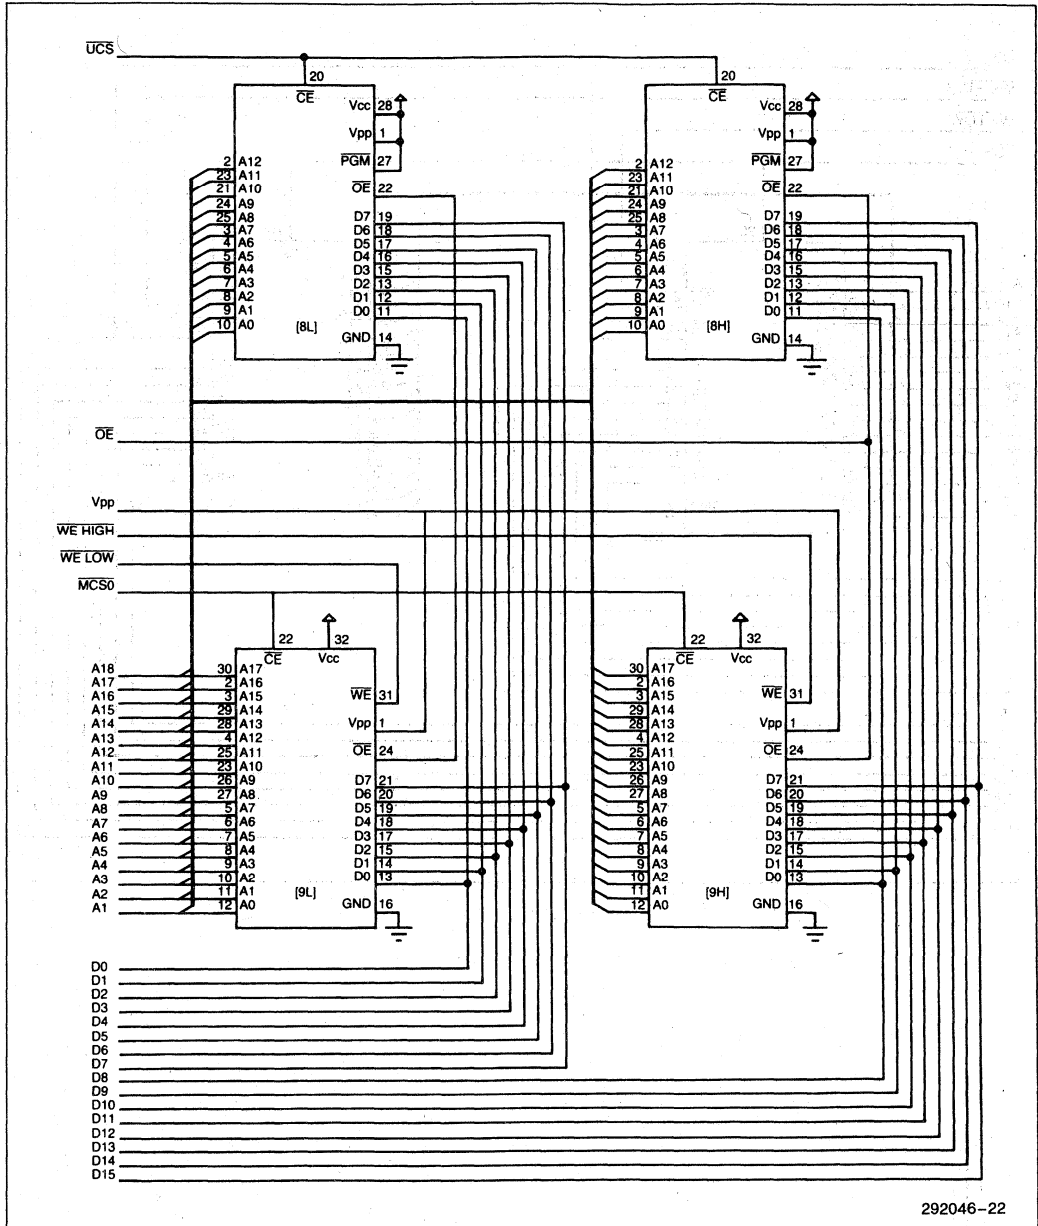 UCS
20
CE
Vcc 28
Vpp 1
PGM 27
OE 22
2 A12
23 A11
21 A10
24 A9
25 A8
3 A7
4 A6
5 A5
6 A4
7 A3
8 A2
9 A1
10 A0
D7 19
D6 18
D5 17
D4 16
D3 15
D2 13
D1 12
D0 11
[8L]
GND 14
20
CE
Vcc 28
Vpp 1
PGM 27
OE 22
2 A12
23 A11
21 A10
24 A9
25 A8
3 A7
4 A6
5 A5
6 A4
7 A3
8 A2
9 A1
10 A0
D7 19
D6 18
D5 17
D4 16
D3 15
D2 13
D1 12
D0 11
[8H]
GND 14
OE
Vpp
WE HIGH
WE LOW
MCS0
22
CE
32
Vcc
A18 30 A17
A17 2 A16
A16 3 A15
A15 29 A14
A14 28 A13
A13 4 A12
A12 25 A11
A11 23 A10
A10 26 A9
A9 27 A8
A8 5 A7
A7 6 A6
A6 7 A5
A5 8 A4
A4 9 A3
A3 10 A2
A2 11 A1
A1 12 A0
WE 31
Vpp 1
OE 24
D7 21
D6 20
D5 19
D4 18
D3 17
D2 15
D1 14
D0 13
[9L]
GND 16
22
CE
32
Vcc
30 A17
2 A16
3 A15
29 A14
28 A13
4 A12
25 A11
23 A10
26 A9
27 A8
5 A7
6 A6
7 A5
8 A4
9 A3
10 A2
11 A1
12 A0
WE 31
Vpp 1
OE 24
D7 21
D6 20
D5 19
D4 18
D3 17
D2 15
D1 14
D0 13
[9H]
GND 16
D0
D1
D2
D3
D4
D5
D6
D7
D8
D9
D10
D11
D12
D13
D14
D15
292046-22